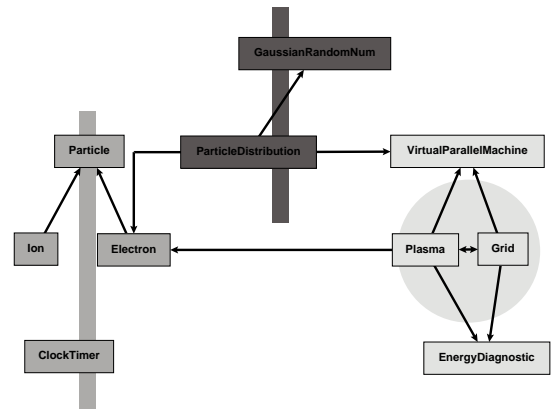 GaussianRandomNum
Particle
ParticleDistribution
VirtualParallelMachine
Ion
Electron
Plasma
Grid
ClockTimer
EnergyDiagnostic